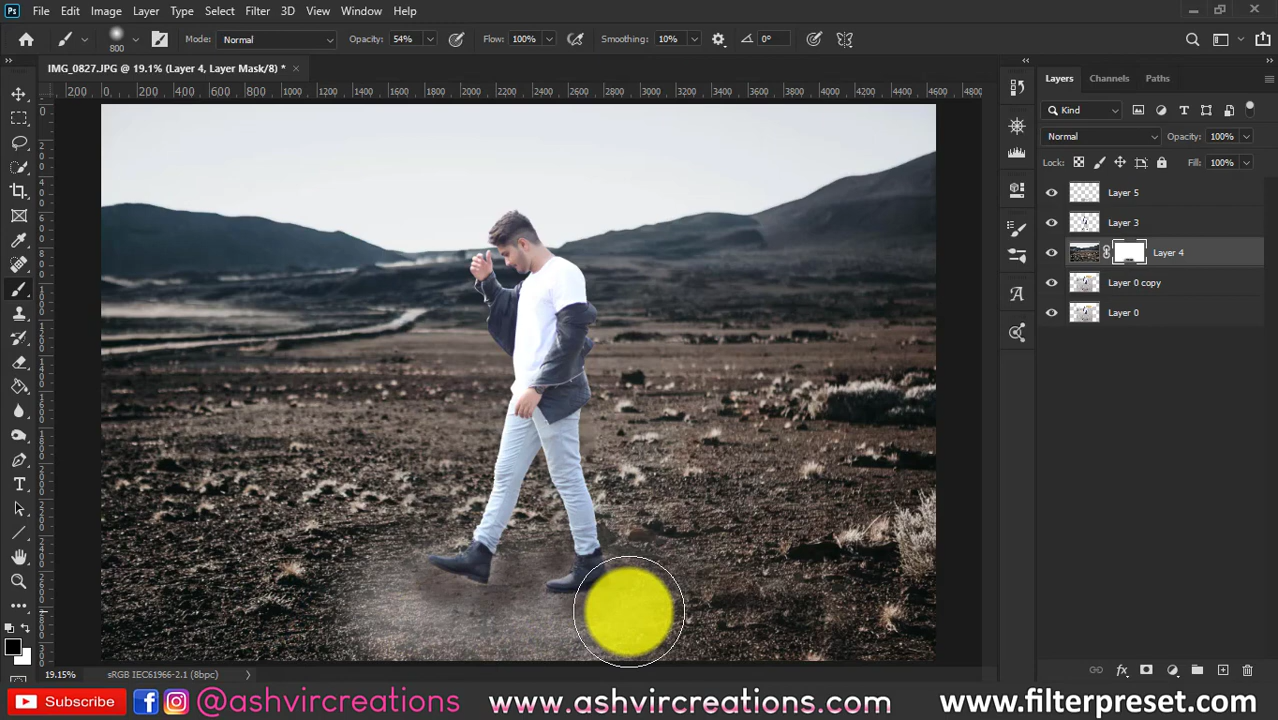 Ps File Edit Image Layer Type Select Filter 3D View Window Help
800 Mode: Normal Opacity: 54% Flow: 100% Smoothing: 10% 0°
IMG_0827.JPG @ 19.1% (Layer 4, Layer Mask/8) *
200 0 200 400 600 800 1000 1200 1400 1600 1800 2000 2200 2400 2600 2800 3000 3200 3400 3600 3800 4000 4200 4400 4600 4800
Layers Channels Paths
Kind
Normal Opacity: 100%
Lock: Fill: 100%
Layer 5
Layer 3
Layer 4
Layer 0 copy
Layer 0
19.15% sRGB IEC61966-2.1 (8bpc)
Subscribe @ashvircreations www.ashvircreations.com www.filterpreset.com